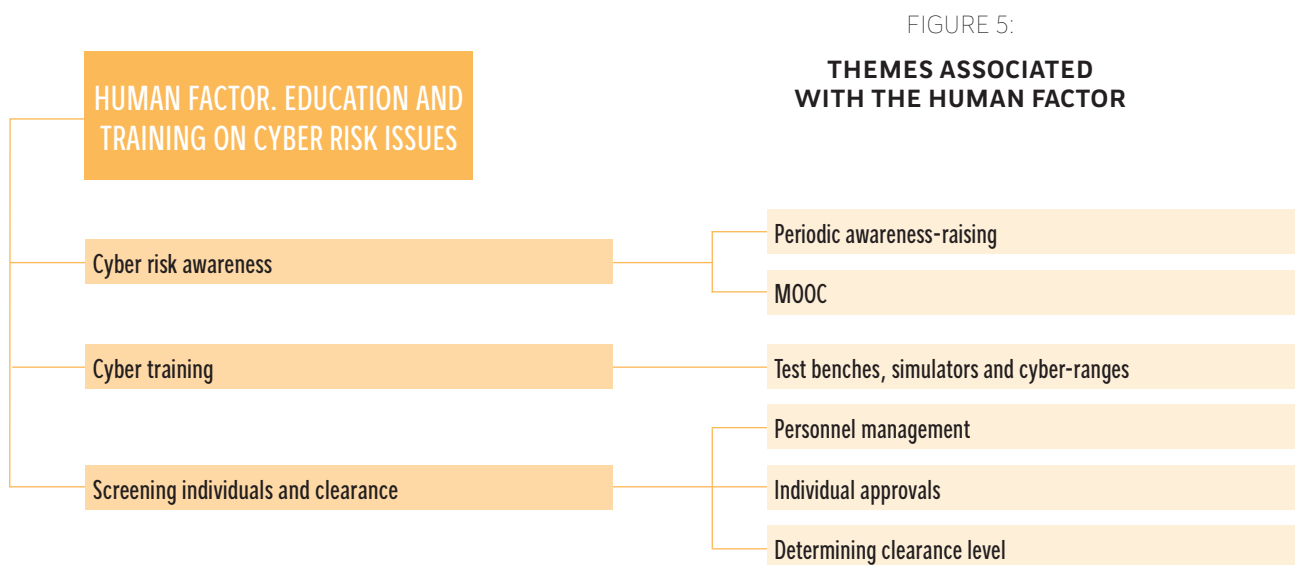 FIGURE 5:
THEMES ASSOCIATED
WITH THE HUMAN FACTOR
HUMAN FACTOR. EDUCATION AND
TRAINING ON CYBER RISK ISSUES
Cyber risk awareness
Periodic awareness-raising
MOOC
Cyber training
Test benches, simulators and cyber-ranges
Screening individuals and clearance
Personnel management
Individual approvals
Determining clearance level